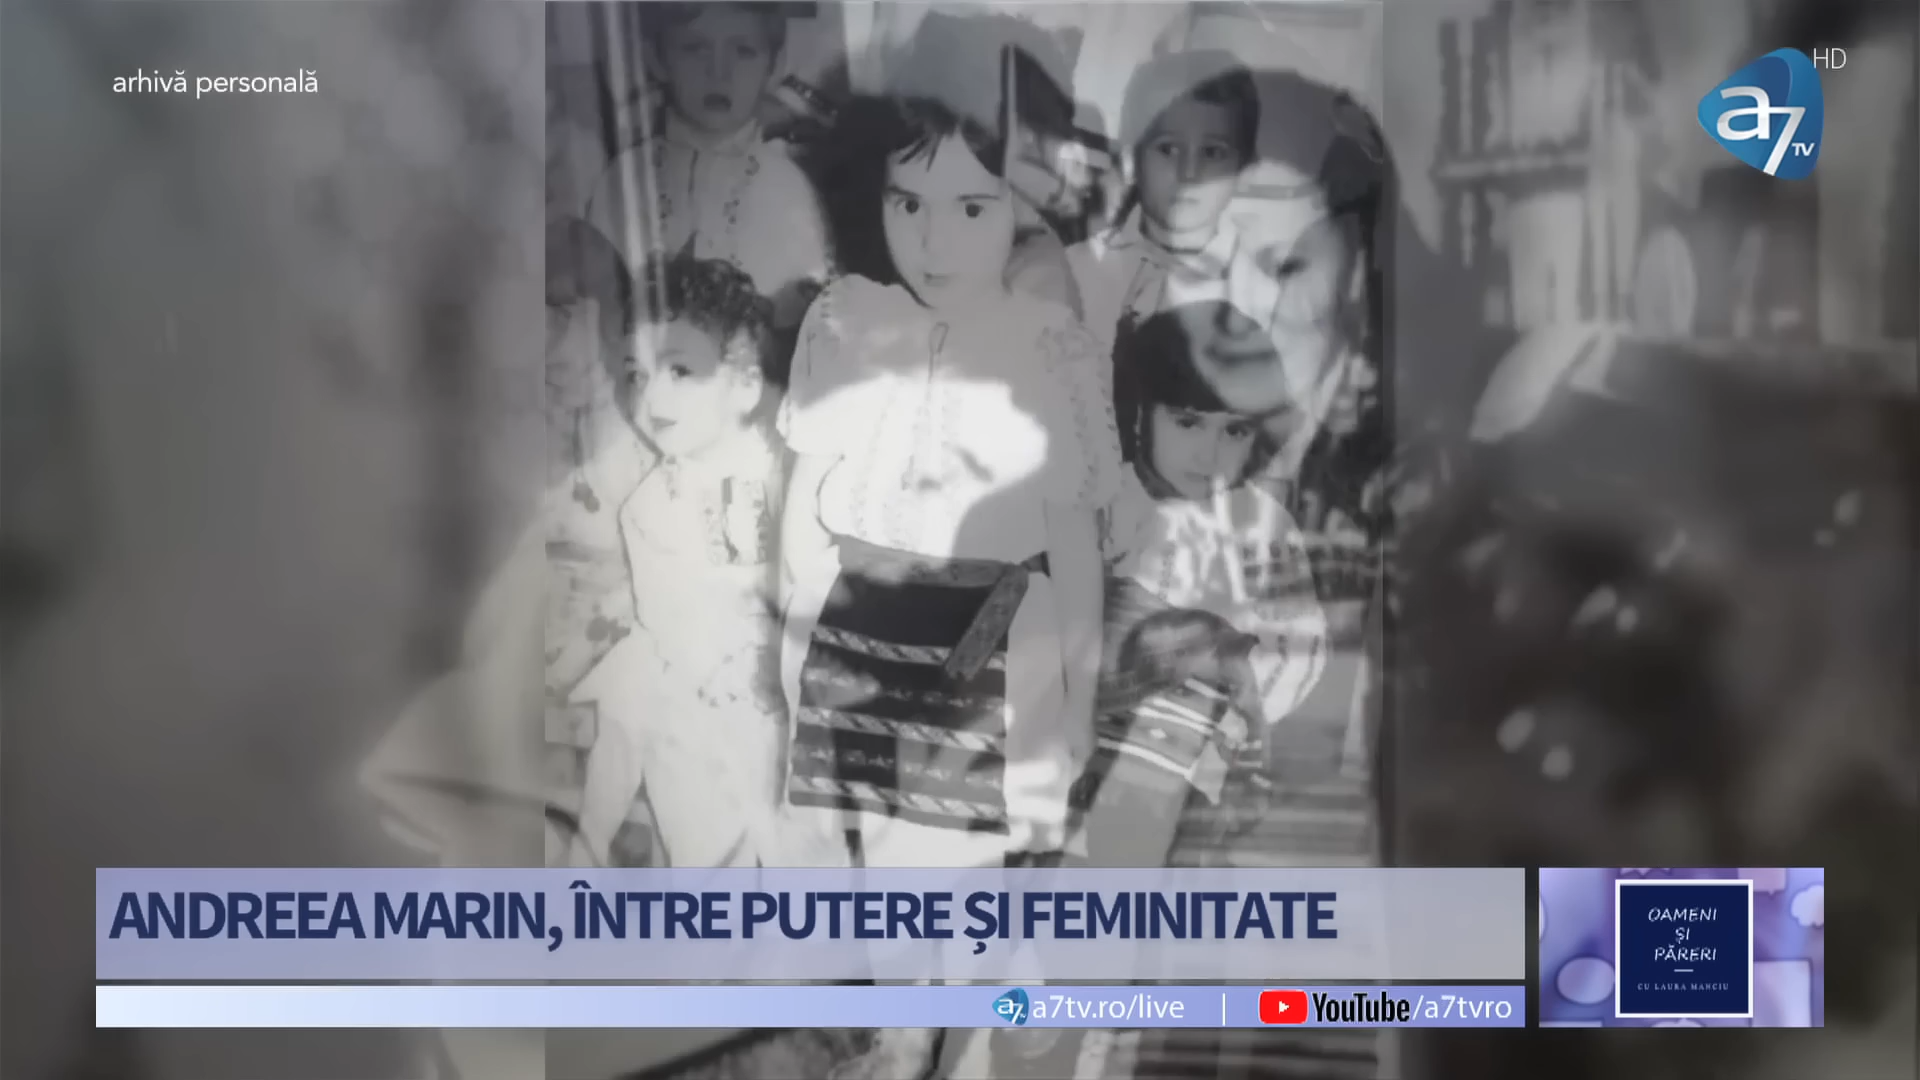 arhivă personală
HD
a7 TV
ANDREEA MARIN, ÎNTRE PUTERE ȘI FEMINITATE
OAMENI
ȘI
PĂRERI
CU LAURA MANCIU
a7 a7tv.ro/live | YouTube/a7tvro